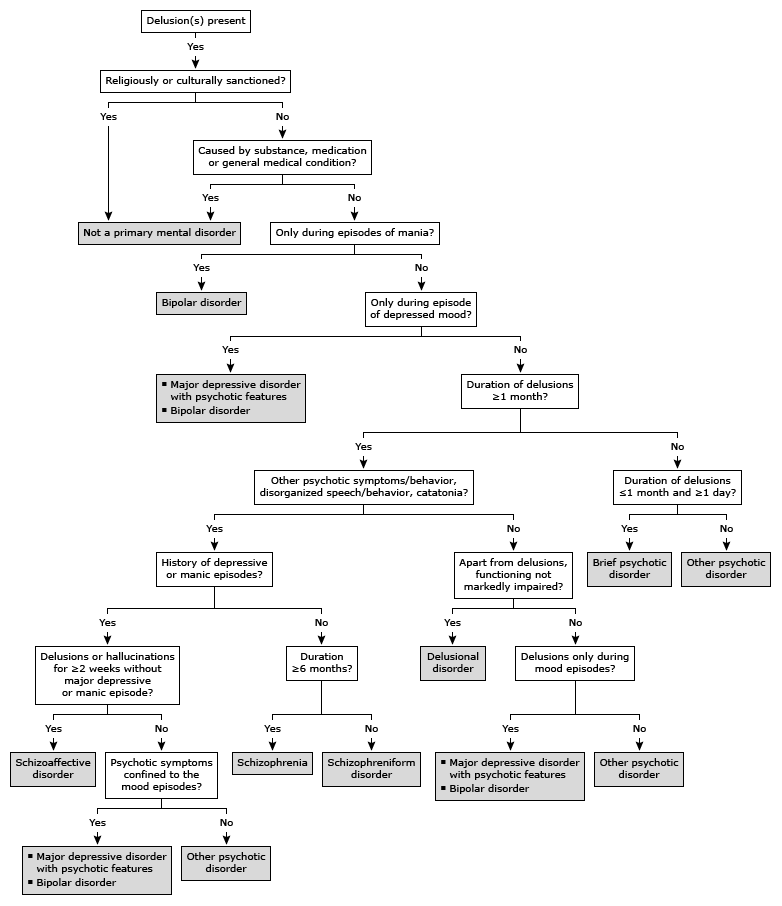 Delusion(s) present
Yes
Religiously or culturally sanctioned?
Yes
No
Caused by substance, medication
or general medical condition?
Yes
No
Not a primary mental disorder
Only during episodes of mania?
Yes
No
Bipolar disorder
Only during episode
of depressed mood?
Yes
No
▪ Major depressive disorder
with psychotic features
▪ Bipolar disorder
Duration of delusions
≥1 month?
Yes
No
Other psychotic symptoms/behavior,
disorganized speech/behavior, catatonia?
Duration of delusions
≤1 month and ≥1 day?
Yes
No
Yes
No
History of depressive
or manic episodes?
Apart from delusions,
functioning not
markedly impaired?
Brief psychotic
disorder
Other psychotic
disorder
Yes
No
Yes
No
Delusions or hallucinations
for ≥2 weeks without
major depressive
or manic episode?
Duration
≥6 months?
Delusional
disorder
Delusions only during
mood episodes?
Yes
No
Yes
No
Yes
No
Schizoaffective
disorder
Psychotic symptoms
confined to the
mood episodes?
Schizophrenia
Schizophreniform
disorder
▪ Major depressive disorder
with psychotic features
▪ Bipolar disorder
Other psychotic
disorder
Yes
No
▪ Major depressive disorder
with psychotic features
▪ Bipolar disorder
Other psychotic
disorder